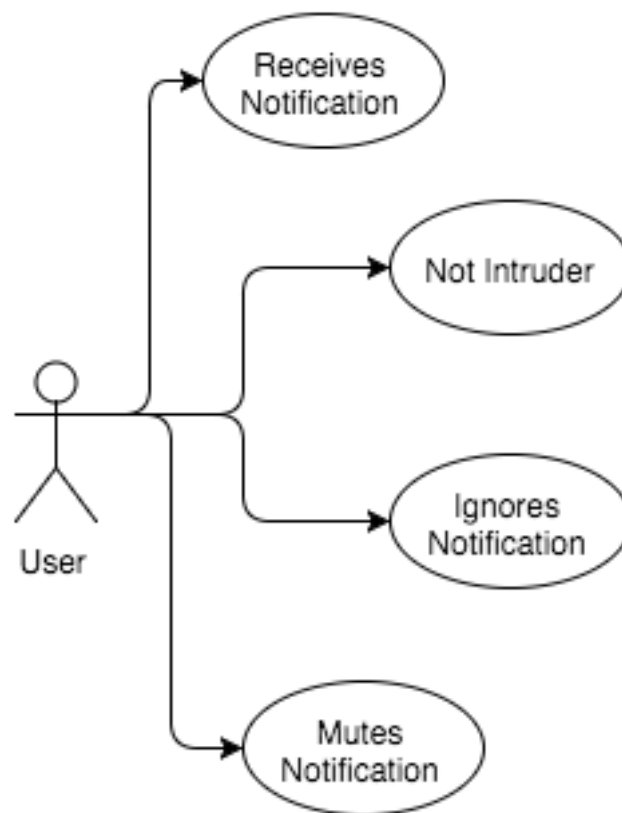 Receives
Notification
Not Intruder
Ignores
Notification
User
Mutes
Notification